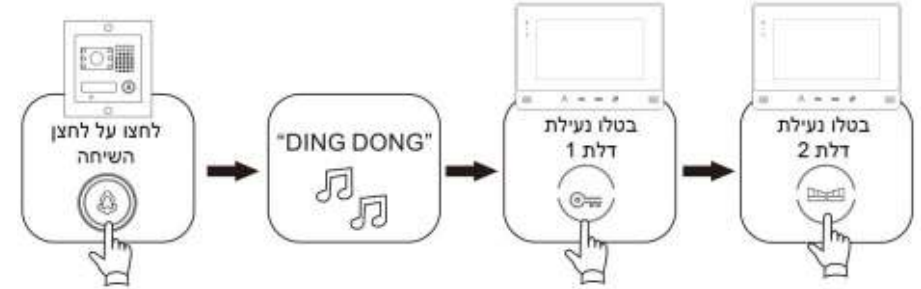 לחצו על לחצן
השיחה
"DING DONG"
בטלו נעילת
דלת 1
בטלו נעילת
דלת 2